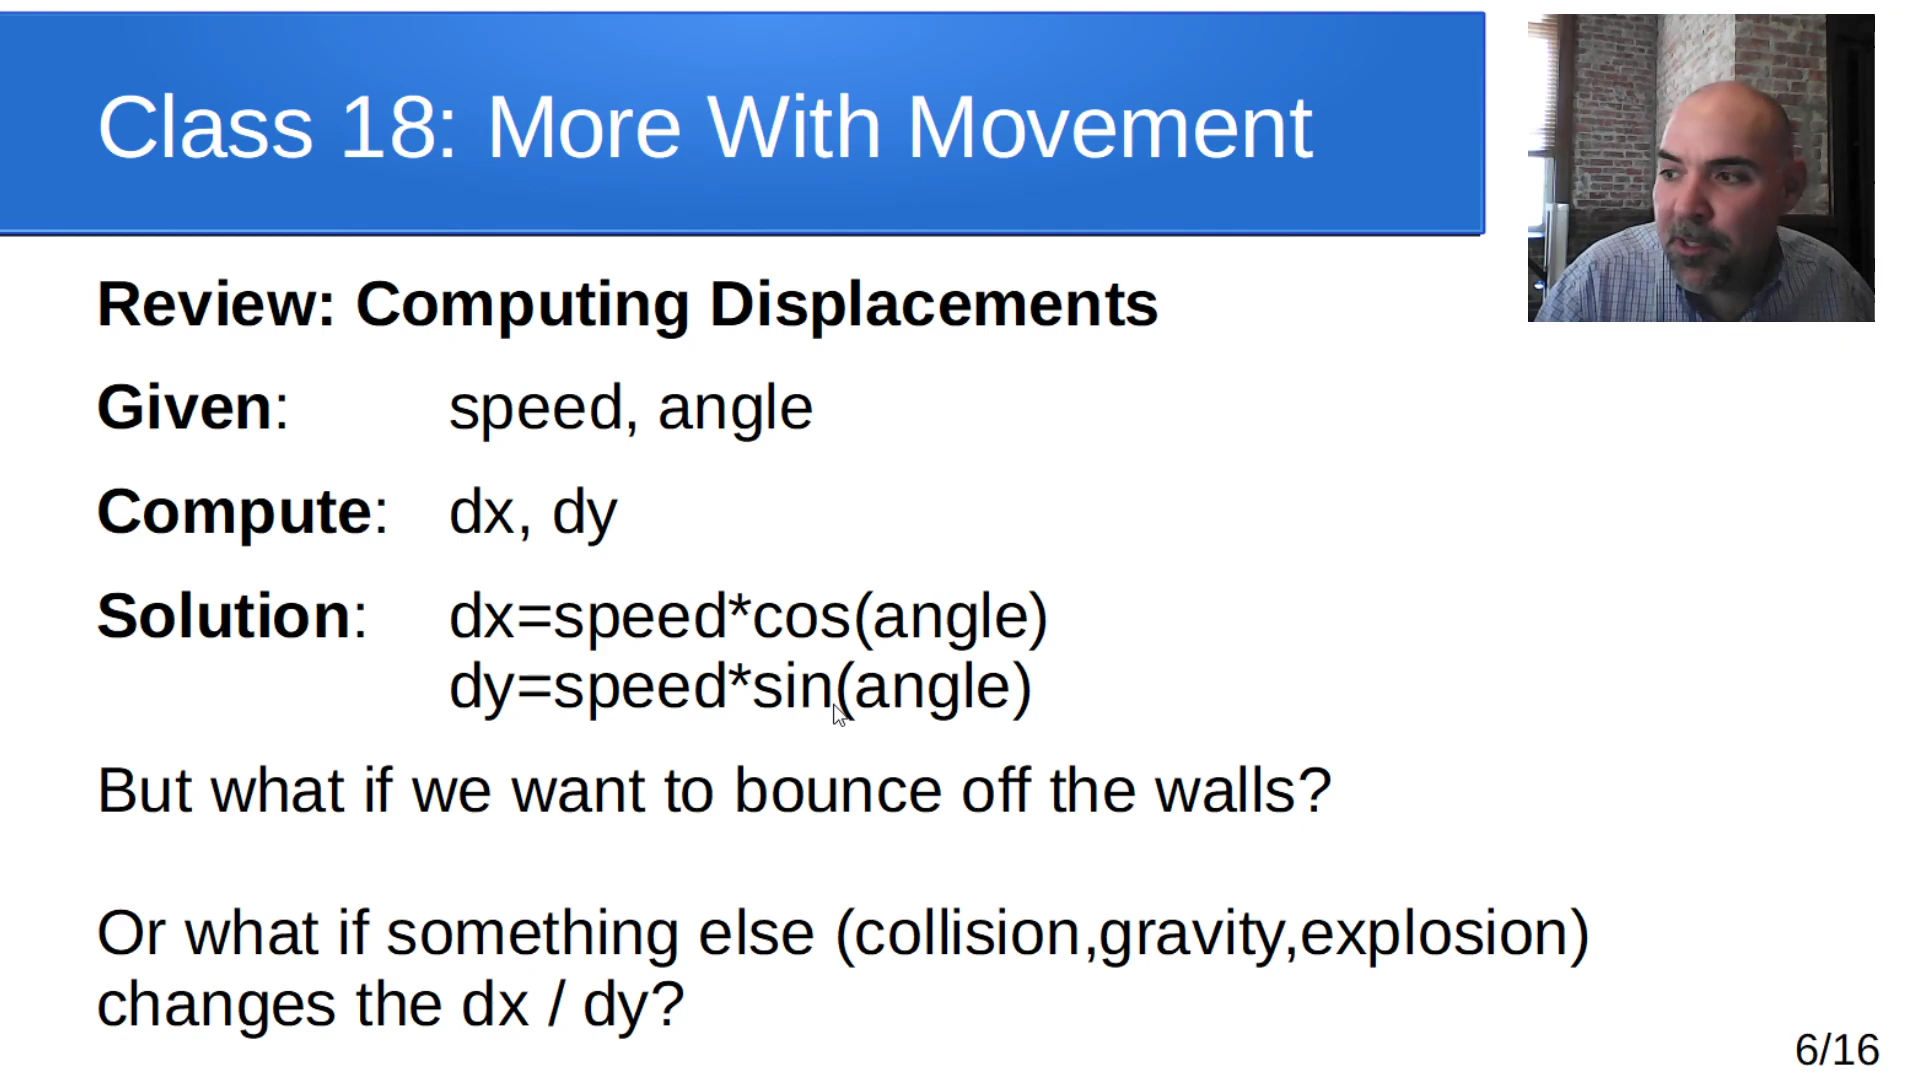 Class 18: More With Movement
Review: Computing Displacements
Given: speed, angle
Compute: dx, dy
Solution: dx=speed*cos(angle)
dy=speed*sin(angle)
But what if we want to bounce off the walls?
Or what if something else (collision,gravity,explosion)
changes the dx / dy?
6/16